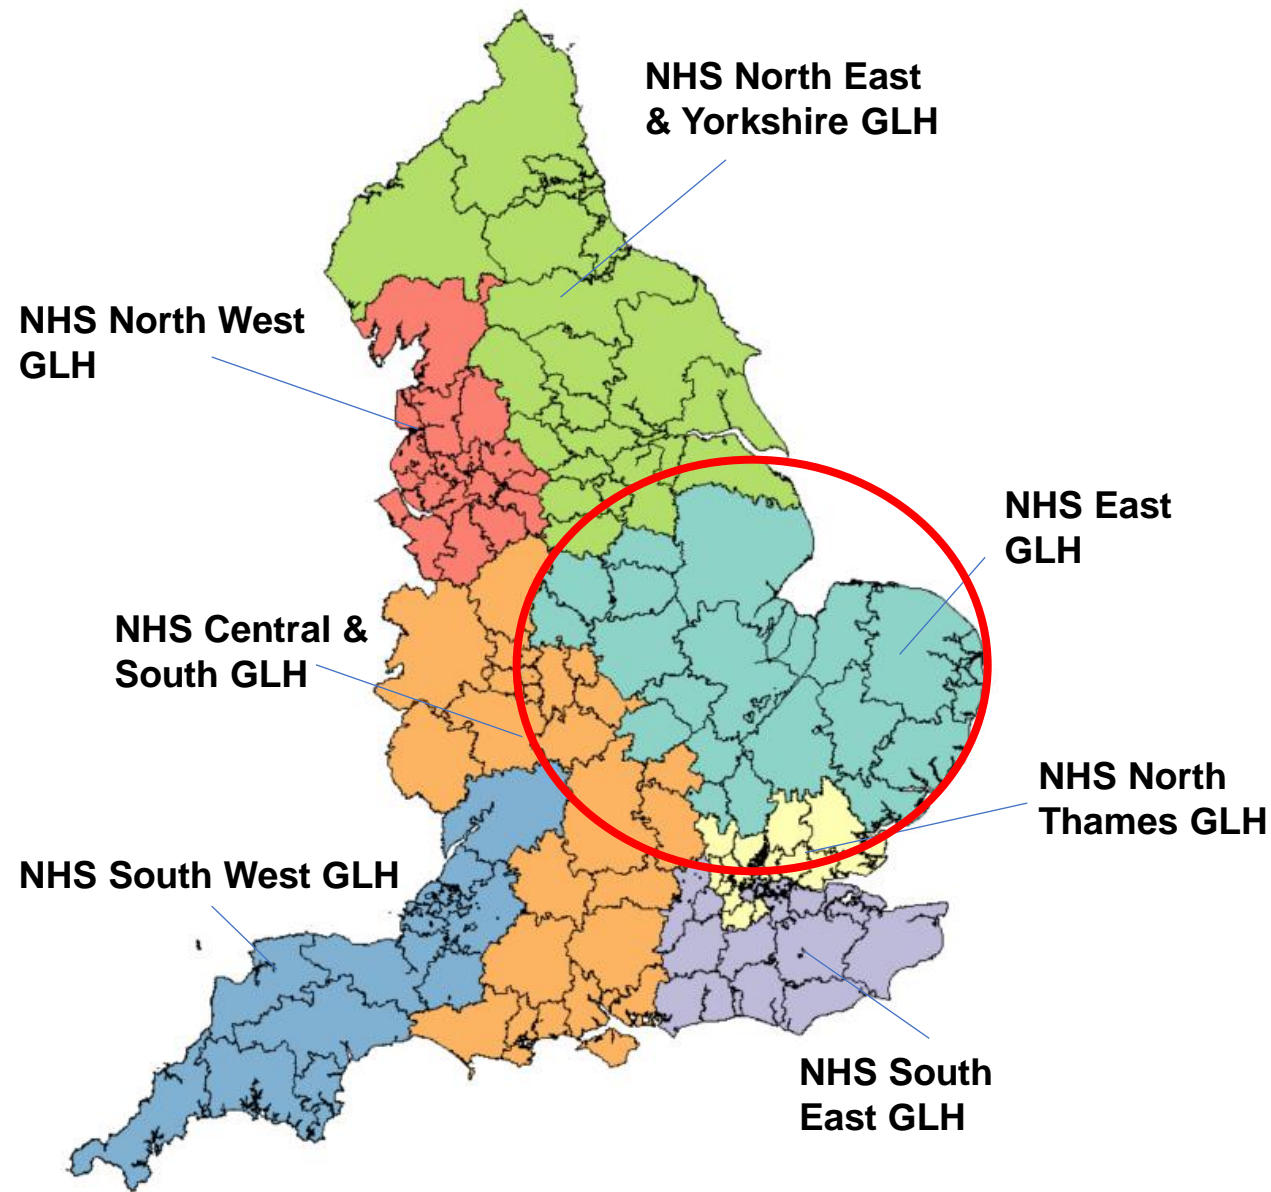 NHS North East
& Yorkshire GLH
NHS North West
GLH
NHS East
GLH
NHS Central &
South GLH
NHS North
Thames GLH
NHS South West GLH
NHS South
East GLH